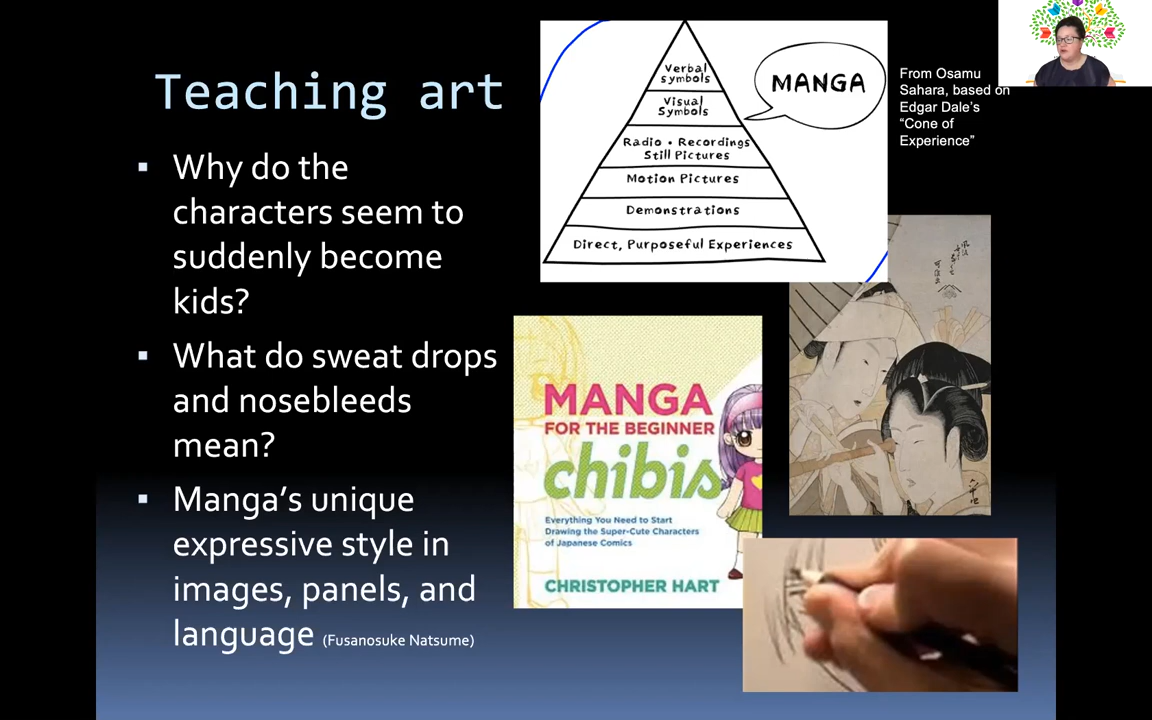 Teaching art
▪ Why do the
characters seem to
suddenly become
kids?
▪ What do sweat drops
and nosebleeds
mean?
▪ Manga’s unique
expressive style in
images, panels, and
language (Fusanosuke Natsume)
Verbal
symbols
Visual
Symbols
Radio • Recordings
Still Pictures
Motion Pictures
Demonstrations
Direct, Purposeful Experiences
MANGA
From Osamu
Sahara, based on
Edgar Dale’s
“Cone of
Experience”
MANGA
FOR THE BEGINNER
chibis
Everything You Need to Start
Drawing the Super-Cute Characters
of Japanese Comics
CHRISTOPHER HART